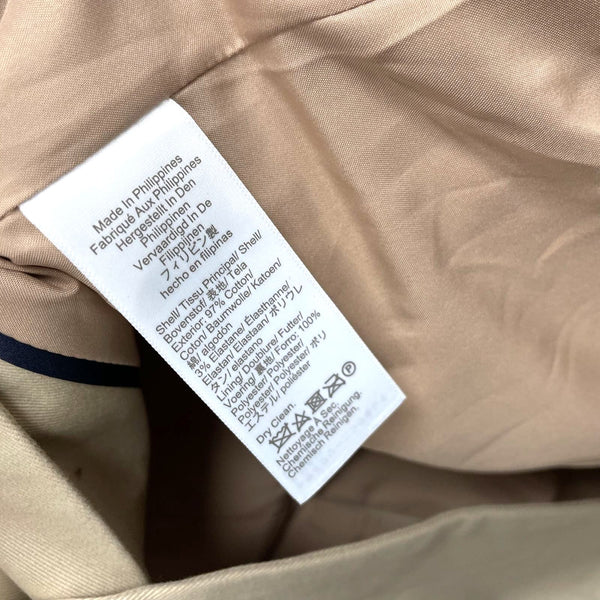 Made In Philippines
Fabriqué Aux Philippines
Hergestellt In Den
Philippinen
Vervaardigd In De
Filippijnen
フィリピン製
hecho en filipinas
Shell/ Tissu Principal/ Shell/
Bovenstof/ 表地/ Tela
Exterior: 97% Cotton/
Coton/ Baumwolle/ Katoen/
綿/ algodón
3% Elastane/ Élasthanne/
Elastan/ Elastaan/ ポリウレ
タン/ elastano
Lining/ Doublure/ Futter/
Voering/ 裏地/ Forro: 100%
Polyester/ Polyester/
Polyester/ Polyester/ ポリ
エステル/ poliéster
Dry Clean.
Nettoyage À Sec.
Chemische Reinigung.
Chemisch Reinigen.